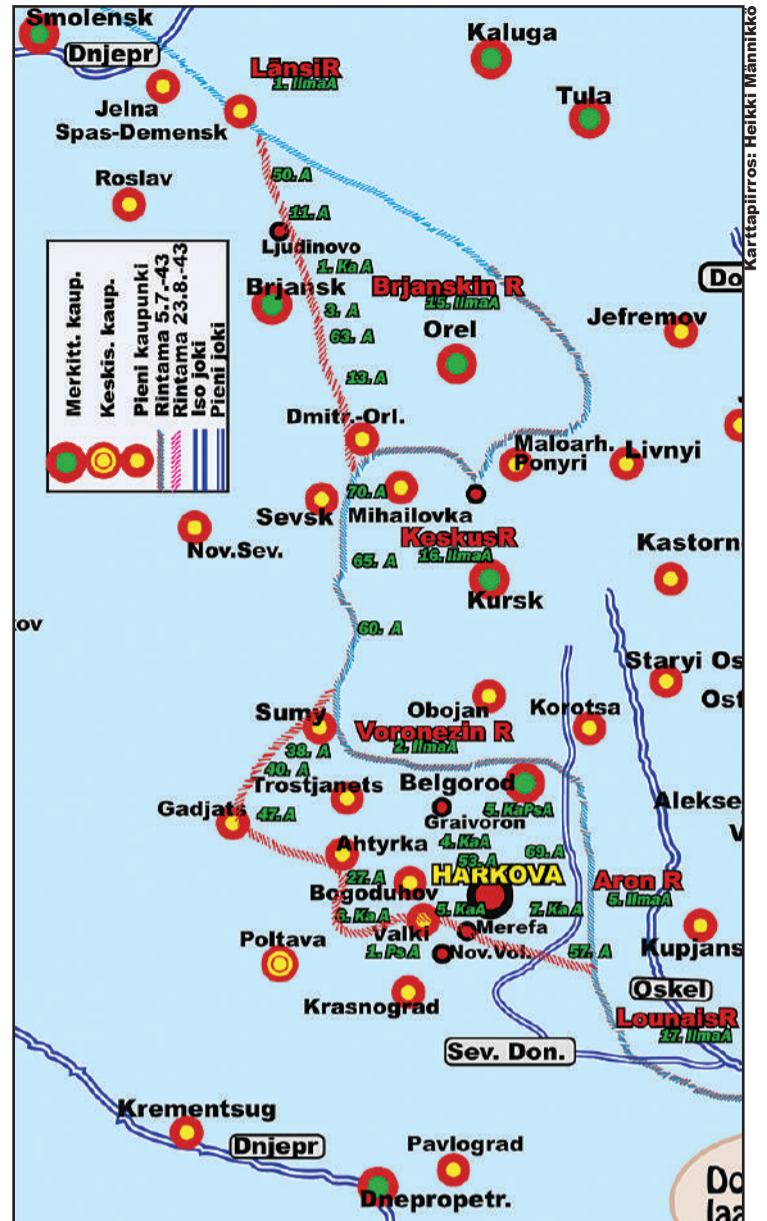 Smolensk
Dnjepr
Kaluga
LänsiR
1. IlmaA
Jelna
Tula
Spas-Demensk
Roslav
50. A
11. A
Ljudinovo
1. Ka A
Brjansk
Brjanskin R
15. IlmaA
3. A
Orel
Jefremov
63. A
13. A
Merkitt. kaup.
Keskis. kaup.
Pieni kaupunki
Rintama 5.7.-43
Rintama 23.8.-43
Iso joki
Pieni joki
Dmitr.-Orl.
Maloarh.
Ponyri
Livnyi
70. A
Sevsk
Mihailovka
KeskusR
16. IlmaA
Nov.Sev.
Kastorn
65. A
Kursk
60. A
ov
Staryi Os
Ost
Sumy
Obojan
Korotsa
Voronezin R
2. IlmaA
38. A
40. A
Trostjanets
Belgorod
5. KaPsA
Gadjats
47. A
Graivoron
Alekse
4. KaA
Ahtyrka
53. A
69. A
27. A
HARKOVA
Aron R
5. IlmaA
Bogoduhov
3. Ka A
5. KaA
7. Ka A
Valki
Merefa
Poltava
1. PsA
57. A
Kupjans
Krasnograd
Oskel
LounaisR
17. IlmaA
Sev. Don.
Krementsug
Dnjepr
Pavlograd
Dnepropetr.
Do
Do
Karttapiirros: Heikki Männikkö